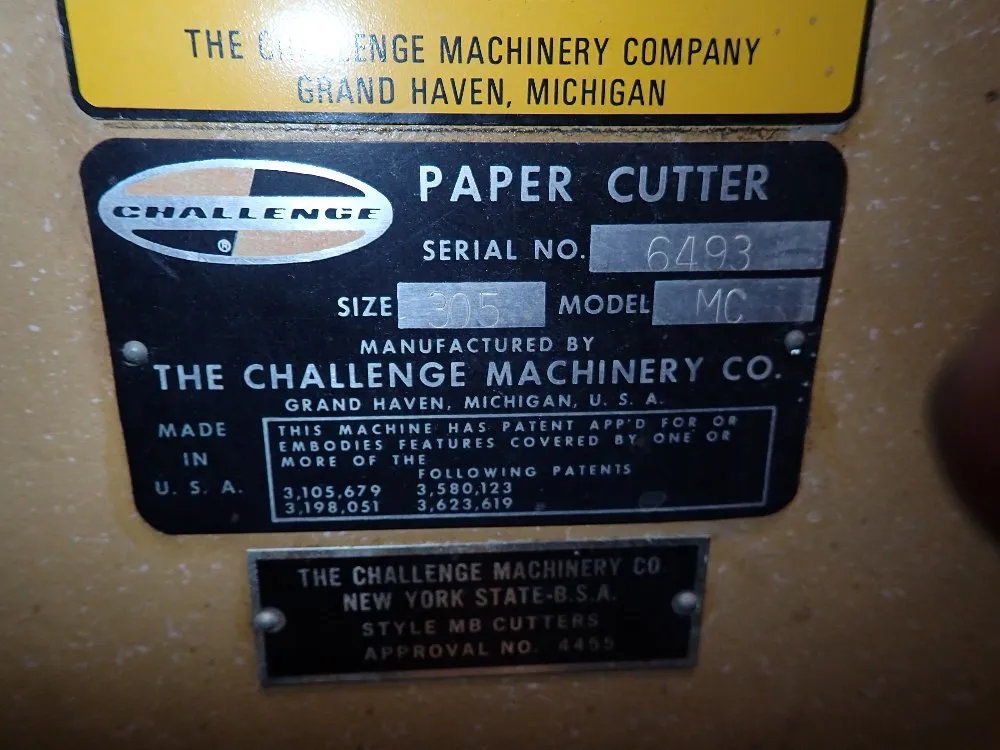 THE CHALLENGE MACHINERY COMPANY
GRAND HAVEN, MICHIGAN
CHALLENGE
®
PAPER CUTTER
SERIAL NO. 6493
SIZE 305 MODEL MC
MANUFACTURED BY
THE CHALLENGE MACHINERY CO.
GRAND HAVEN, MICHIGAN, U. S. A.
MADE
IN
U. S. A.
THIS MACHINE HAS PATENT APP'D FOR OR
EMBODIES FEATURES COVERED BY ONE OR
MORE OF THE
FOLLOWING PATENTS
3,105,679 3,580,123
3,198,051 3,623,619
THE CHALLENGE MACHINERY CO
NEW YORK STATE-B.S.A.
STYLE MB CUTTERS
APPROVAL NO. 4455